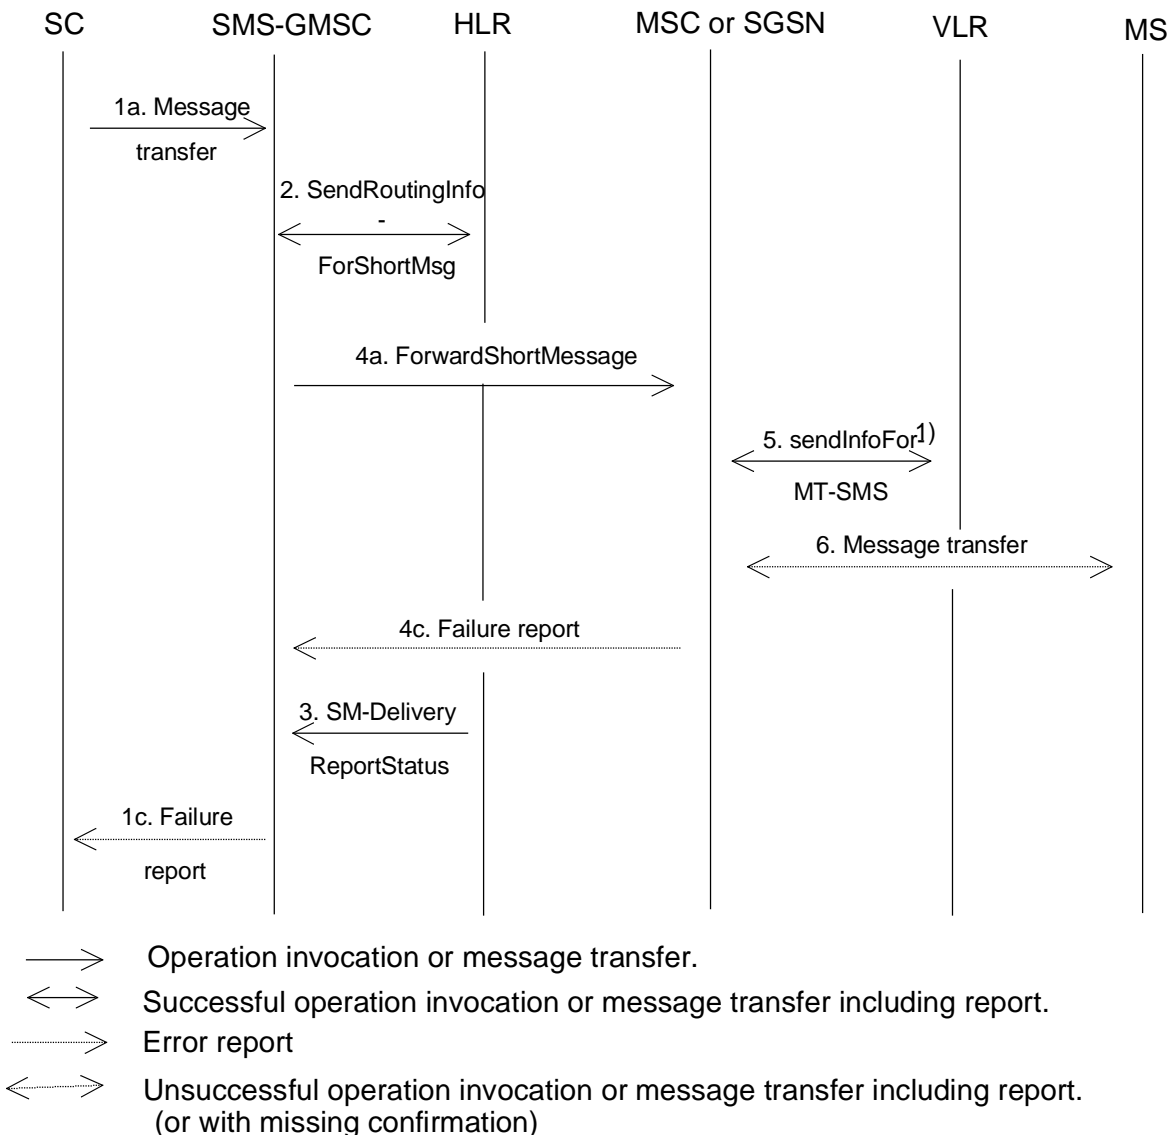 SC SMS-GMSC HLR MSC or SGSN VLR MS
1a. Message
transfer
2. SendRoutingInfo
-
ForShortMsg
4a. ForwardShortMessage
5. sendInfoFor- 1)
MT-SMS
6. Message transfer
4c. Failure report
3. SM-Delivery
ReportStatus
1c. Failure
report
Operation invocation or message transfer.
Successful operation invocation or message transfer including report.
Error report
Unsuccessful operation invocation or message transfer including report.
(or with missing confirmation)